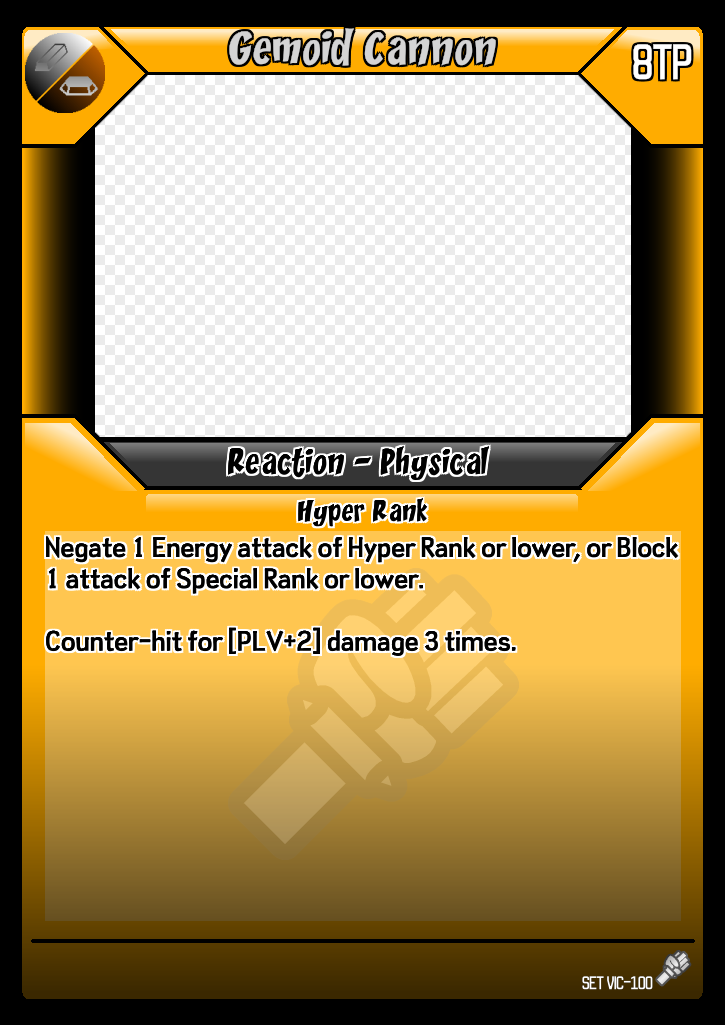 Gemoid Cannon
8TP
Reaction - Physical
Hyper Rank
Negate 1 Energy attack of Hyper Rank or lower, or Block
1 attack of Special Rank or lower.
Counter-hit for [PLV+2] damage 3 times.
SET VIC-100